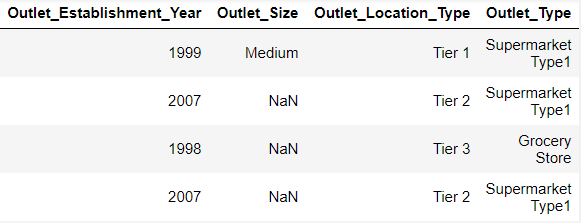 Outlet_Establishment_Year Outlet_Size Outlet_Location_Type Outlet_Type
1999 Medium Tier 1 Supermarket
Type1
2007 NaN Tier 2 Supermarket
Type1
1998 NaN Tier 3 Grocery
Store
2007 NaN Tier 2 Supermarket
Type1